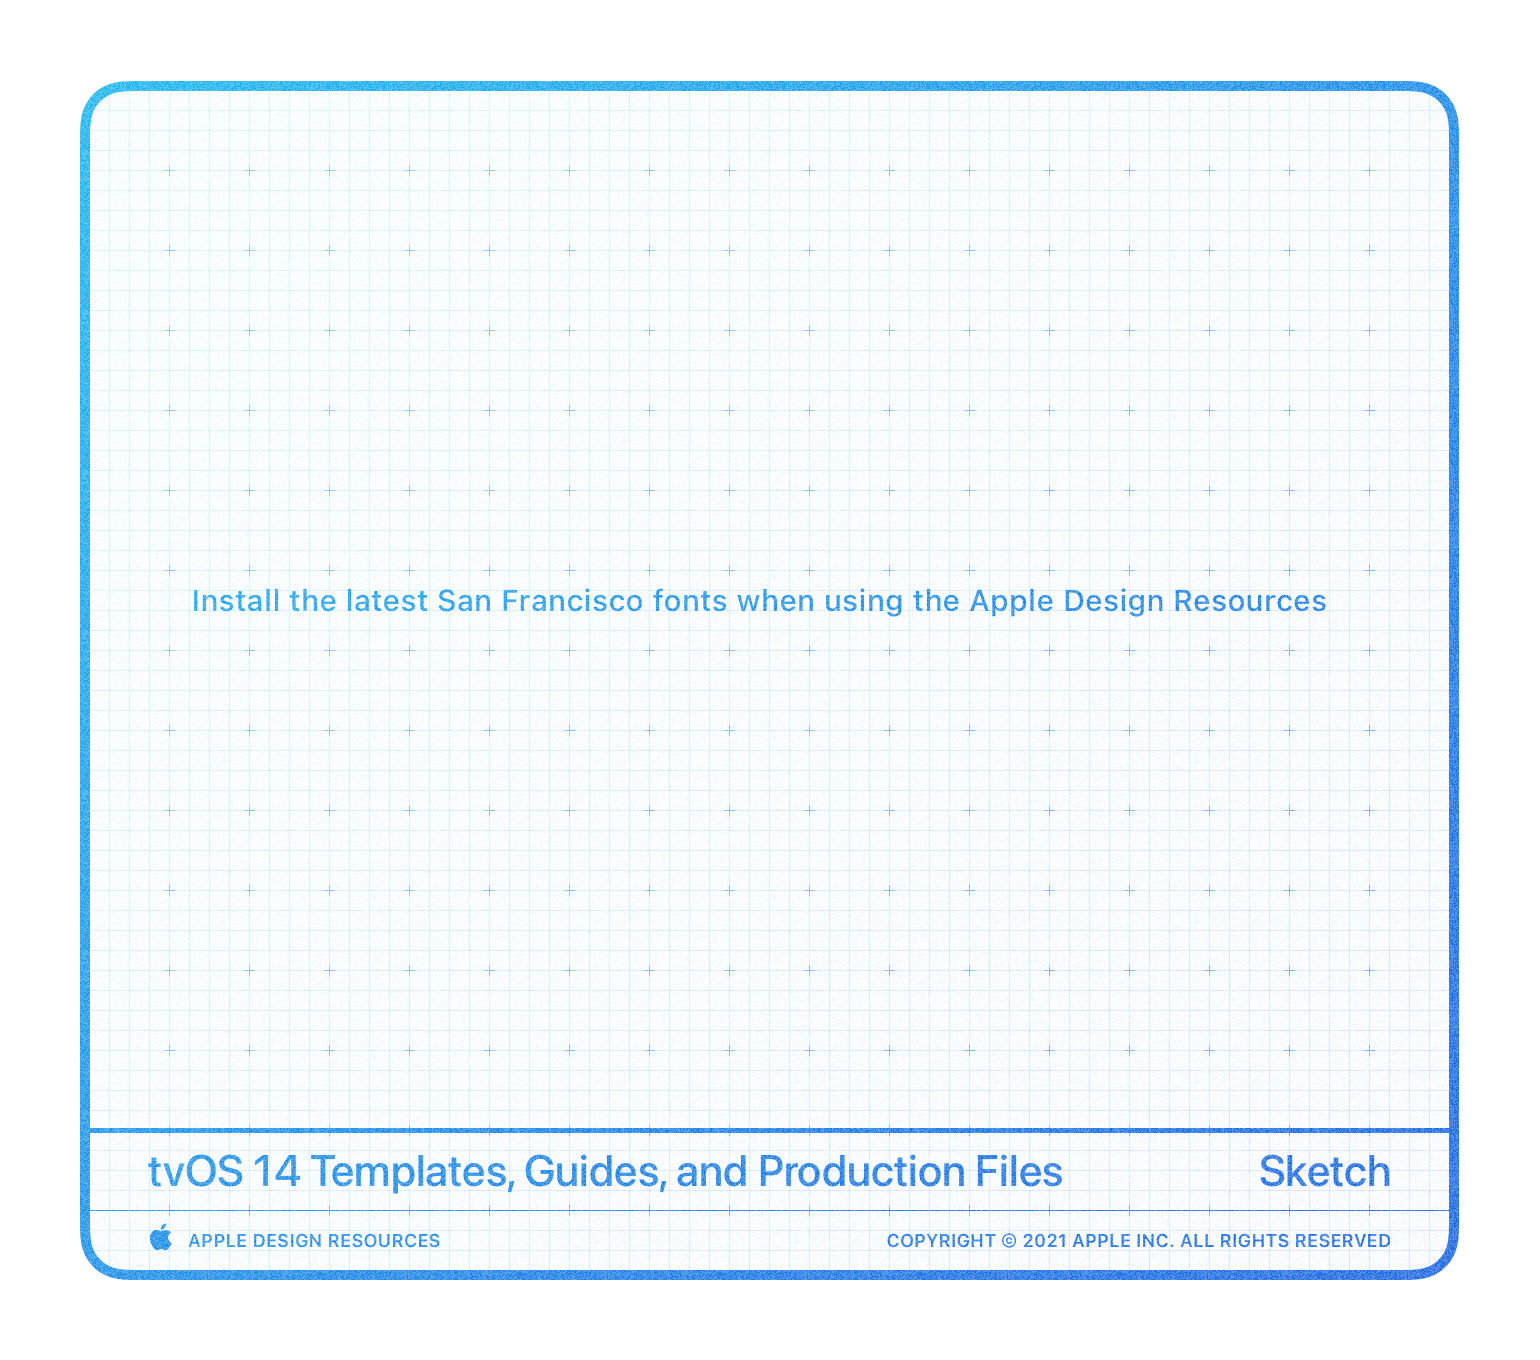 Install the latest San Francisco fonts when using the Apple Design Resources
tvOS 14 Templates, Guides, and Production Files
Sketch
APPLE DESIGN RESOURCES
COPYRIGHT © 2021 APPLE INC. ALL RIGHTS RESERVED